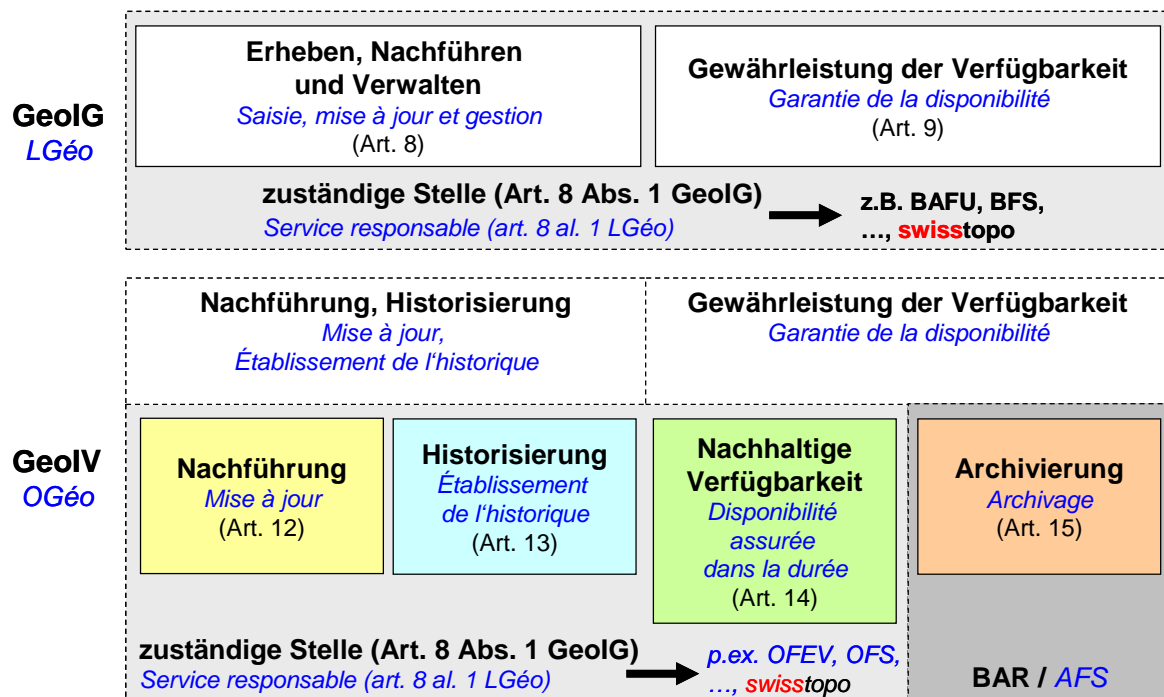 Erheben, Nachführen
und Verwalten
Saisie, mise à jour et gestion
(Art. 8)
Gewährleistung der Verfügbarkeit
Garantie de la disponibilité
(Art. 9)
GeoIG
LGéo
zuständige Stelle (Art. 8 Abs. 1 GeoIG)
Service responsable (art. 8 al. 1 LGéo)
z.B. BAFU, BFS,
…, swisstopo
Nachführung, Historisierung
Mise à jour,
Établissement de l‘historique
Gewährleistung der Verfügbarkeit
Garantie de la disponibilité
GeoIV
OGéo
Nachführung
Mise à jour
(Art. 12)
Historisierung
Établissement
de l‘historique
(Art. 13)
Nachhaltige
Verfügbarkeit
Disponibilité
assurée
dans la durée
(Art. 14)
Archivierung
Archivage
(Art. 15)
zuständige Stelle (Art. 8 Abs. 1 GeoIG)
Service responsable (art. 8 al. 1 LGéo)
p.ex. OFEV, OFS,
…, swisstopo
BAR / AFS